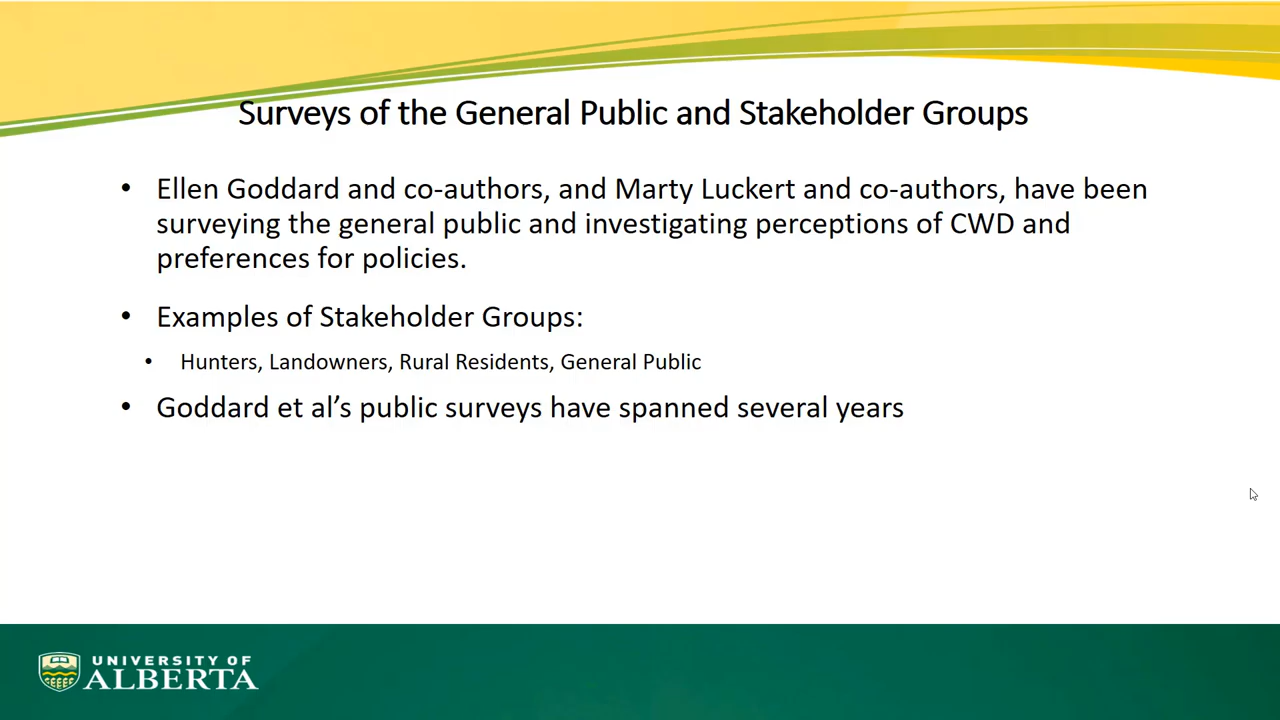 Surveys of the General Public and Stakeholder Groups
• Ellen Goddard and co-authors, and Marty Luckert and co-authors, have been
surveying the general public and investigating perceptions of CWD and
preferences for policies.
• Examples of Stakeholder Groups:
• Hunters, Landowners, Rural Residents, General Public
• Goddard et al’s public surveys have spanned several years
UNIVERSITY OF
ALBERTA